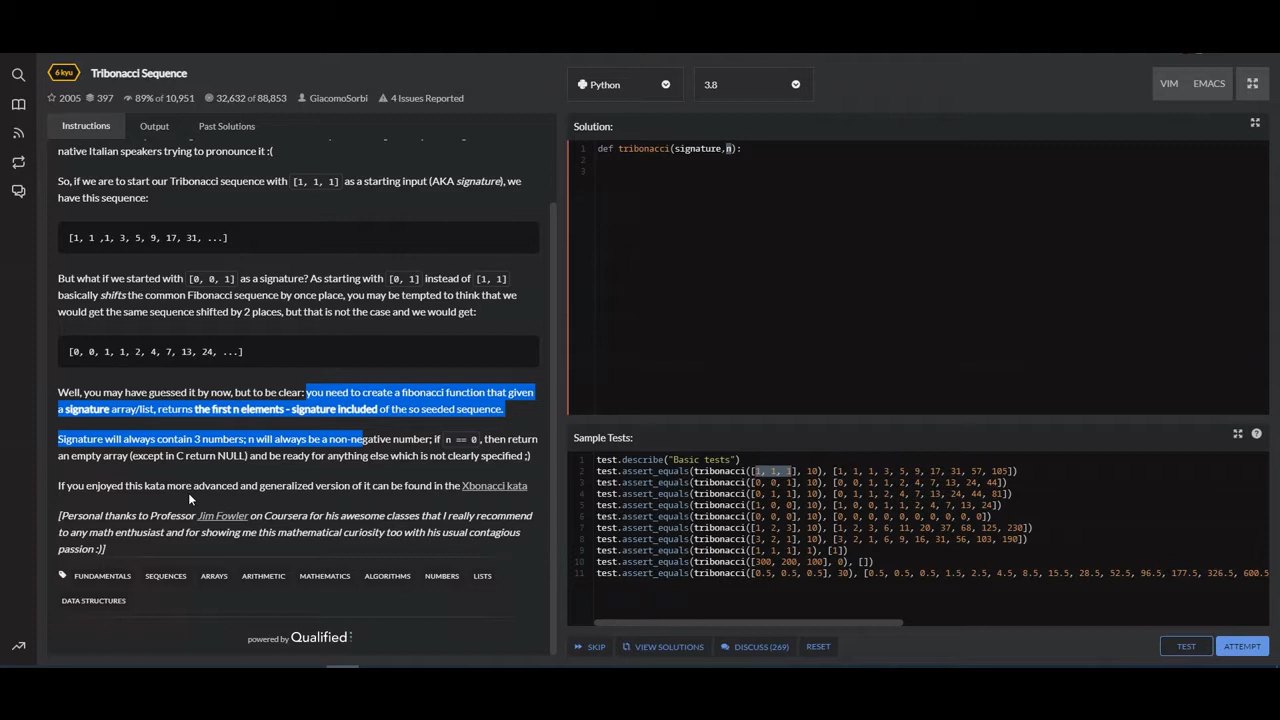 6 kyu
Tribonacci Sequence
2005 397 89% of 10,951 32,632 of 88,853 GiacomoSorbi 4 Issues Reported
Instructions Output Past Solutions
native Italian speakers trying to pronounce it :(
So, if we are to start our Tribonacci sequence with [1, 1, 1] as a starting input (AKA signature), we
have this sequence:
[1, 1 ,1, 3, 5, 9, 17, 31, ...]
But what if we started with [0, 0, 1] as a signature? As starting with [0, 1] instead of [1, 1]
basically shifts the common Fibonacci sequence by once place, you may be tempted to think that we
would get the same sequence shifted by 2 places, but that is not the case and we would get:
[0, 0, 1, 1, 2, 4, 7, 13, 24, ...]
Well, you may have guessed it by now, but to be clear: you need to create a fibonacci function that given
a signature array/list, returns the first n elements - signature included of the so seeded sequence.
Signature will always contain 3 numbers; n will always be a non-negative number; if n == 0, then return
an empty array (except in C return NULL) and be ready for anything else which is not clearly specified ;)
If you enjoyed this kata more advanced and generalized version of it can be found in the Xbonacci kata
[Personal thanks to Professor Jim Fowler on Coursera for his awesome classes that I really recommend
to any math enthusiast and for showing me this mathematical curiosity too with his usual contagious
passion :)]
FUNDAMENTALS SEQUENCES ARRAYS ARITHMETIC MATHEMATICS ALGORITHMS NUMBERS LISTS
DATA STRUCTURES
powered by Qualified
Python 3.8 VIM EMACS
Solution:
1 def tribonacci(signature,n):
2
3
Sample Tests:
1 test.describe("Basic tests")
2 test.assert_equals(tribonacci([1, 1, 1], 10), [1, 1, 1, 3, 5, 9, 17, 31, 57, 105])
3 test.assert_equals(tribonacci([0, 0, 1], 10), [0, 0, 1, 1, 2, 4, 7, 13, 24, 44])
4 test.assert_equals(tribonacci([0, 1, 1], 10), [0, 1, 1, 2, 4, 7, 13, 24, 44, 81])
5 test.assert_equals(tribonacci([1, 0, 0], 10), [1, 0, 0, 1, 1, 2, 4, 7, 13, 24])
6 test.assert_equals(tribonacci([0, 0, 0], 10), [0, 0, 0, 0, 0, 0, 0, 0, 0, 0])
7 test.assert_equals(tribonacci([1, 2, 3], 10), [1, 2, 3, 6, 11, 20, 37, 68, 125, 230])
8 test.assert_equals(tribonacci([3, 2, 1], 10), [3, 2, 1, 6, 9, 16, 31, 56, 103, 190])
9 test.assert_equals(tribonacci([1, 1, 1], 1), [1])
10 test.assert_equals(tribonacci([300, 200, 100], 0), [])
11 test.assert_equals(tribonacci([0.5, 0.5, 0.5], 30), [0.5, 0.5, 0.5, 1.5, 2.5, 4.5, 8.5, 15.5, 28.5, 52.5, 96.5, 177.5, 326.5, 600.5
SKIP VIEW SOLUTIONS DISCUSS (269) RESET TEST ATTEMPT